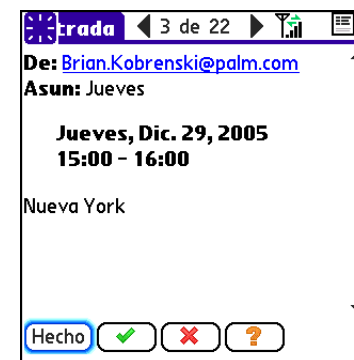 trada 3 de 22
De: Brian.Kobrenski@palm.com
Asun: Jueves
Jueves, Dic. 29, 2005
15:00 - 16:00
Nueva York
Hecho